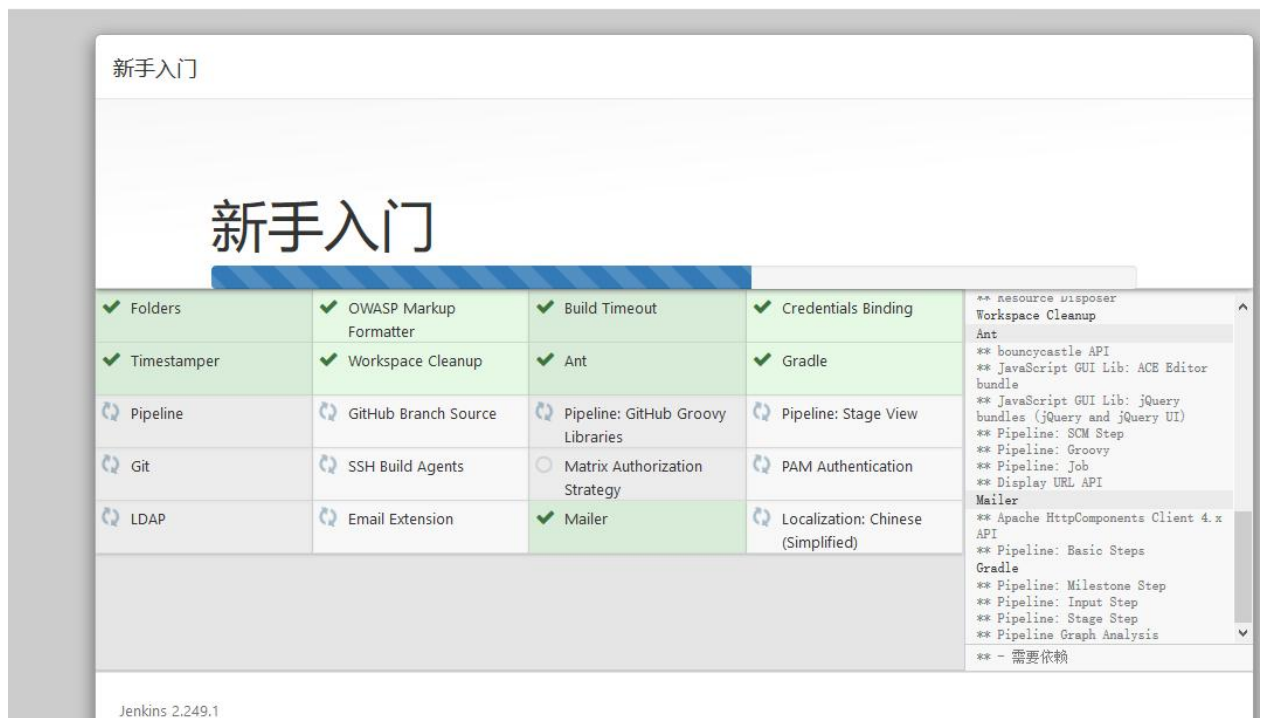 新手入门
新手入门
Folders
OWASP Markup
Formatter
Build Timeout
Credentials Binding
Timestamper
Workspace Cleanup
Ant
Gradle
Pipeline
GitHub Branch Source
Pipeline: GitHub Groovy
Libraries
Pipeline: Stage View
Git
SSH Build Agents
Matrix Authorization
Strategy
PAM Authentication
LDAP
Email Extension
Mailer
Localization: Chinese
(Simplified)
** Resource Disposer
Workspace Cleanup
Ant
** bouncycastle API
** JavaScript GUI Lib: ACE Editor
bundle
** JavaScript GUI Lib: jQuery
bundles (jQuery and jQuery UI)
** Pipeline: SCM Step
** Pipeline: Groovy
** Pipeline: Job
** Display URL API
Mailer
** Apache HttpComponents Client 4.x
API
** Pipeline: Basic Steps
Gradle
** Pipeline: Milestone Step
** Pipeline: Input Step
** Pipeline: Stage Step
** Pipeline Graph Analysis
** - 需要依赖
Jenkins 2.249.1